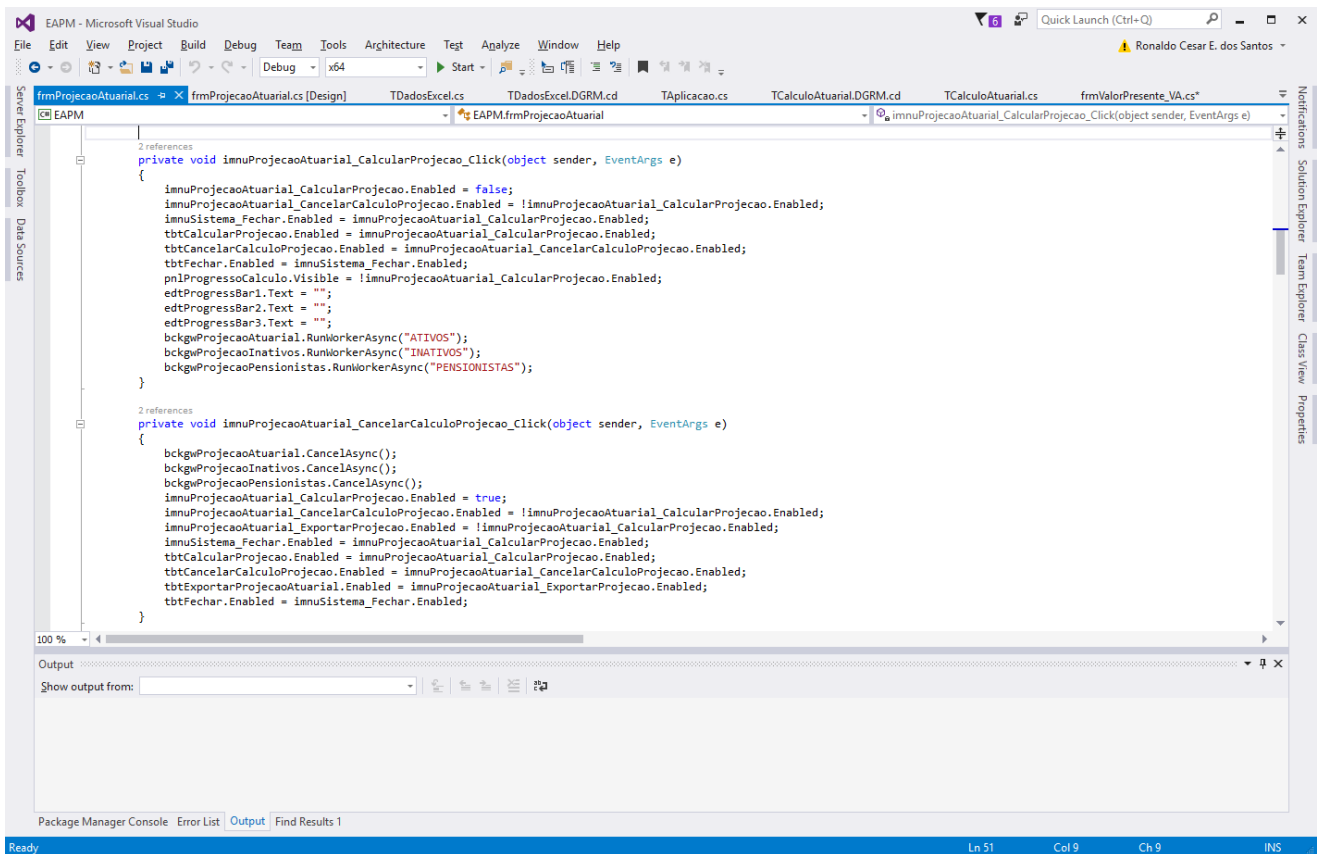 EAPM - Microsoft Visual Studio
6
Quick Launch (Ctrl+Q)
File Edit View Project Build Debug Team Tools Architecture Test Analyze Window Help
Ronaldo Cesar E. dos Santos
Debug x64 Start
frmProjecaoAtuarial.cs frmProjecaoAtuarial.cs [Design] TDadosExcel.cs TDadosExcel.DGRM.cd TAplicacao.cs TCalculoAtuarial.DGRM.cd TCalculoAtuarial.cs frmValorPresente_VA.cs*
EAPM EAPM.frmProjecaoAtuarial imnuProjecaoAtuarial_CalcularProjecao_Click(object sender, EventArgs e)
Server Explorer
Toolbox
Data Sources
2 references
private void imnuProjecaoAtuarial_CalcularProjecao_Click(object sender, EventArgs e)
{
imnuProjecaoAtuarial_CalcularProjecao.Enabled = false;
imnuProjecaoAtuarial_CancelarCalculoProjecao.Enabled = !imnuProjecaoAtuarial_CalcularProjecao.Enabled;
imnuSistema_Fechar.Enabled = imnuProjecaoAtuarial_CalcularProjecao.Enabled;
tbtCalcularProjecao.Enabled = imnuProjecaoAtuarial_CalcularProjecao.Enabled;
tbtCancelarCalculoProjecao.Enabled = imnuProjecaoAtuarial_CancelarCalculoProjecao.Enabled;
tbtFechar.Enabled = imnuSistema_Fechar.Enabled;
pnlProgressoCalculo.Visible = !imnuProjecaoAtuarial_CalcularProjecao.Enabled;
edtProgressBar1.Text = "";
edtProgressBar2.Text = "";
edtProgressBar3.Text = "";
bckgwProjecaoAtuarial.RunWorkerAsync("ATIVOS");
bckgwProjecaoInativos.RunWorkerAsync("INATIVOS");
bckgwProjecaoPensionistas.RunWorkerAsync("PENSIONISTAS");
}
2 references
private void imnuProjecaoAtuarial_CancelarCalculoProjecao_Click(object sender, EventArgs e)
{
bckgwProjecaoAtuarial.CancelAsync();
bckgwProjecaoInativos.CancelAsync();
bckgwProjecaoPensionistas.CancelAsync();
imnuProjecaoAtuarial_CalcularProjecao.Enabled = true;
imnuProjecaoAtuarial_CancelarCalculoProjecao.Enabled = !imnuProjecaoAtuarial_CalcularProjecao.Enabled;
imnuProjecaoAtuarial_ExportarProjecao.Enabled = !imnuProjecaoAtuarial_CalcularProjecao.Enabled;
imnuSistema_Fechar.Enabled = imnuProjecaoAtuarial_CalcularProjecao.Enabled;
tbtCalcularProjecao.Enabled = imnuProjecaoAtuarial_CalcularProjecao.Enabled;
tbtCancelarCalculoProjecao.Enabled = imnuProjecaoAtuarial_CancelarCalculoProjecao.Enabled;
tbtExportarProjecaoAtuarial.Enabled = imnuProjecaoAtuarial_ExportarProjecao.Enabled;
tbtFechar.Enabled = imnuSistema_Fechar.Enabled;
}
Notifications
Solution Explorer
Team Explorer
Class View
Properties
100 %
Output
Show output from:
Package Manager Console Error List Output Find Results 1
Ready Ln 51 Col 9 Ch 9 INS